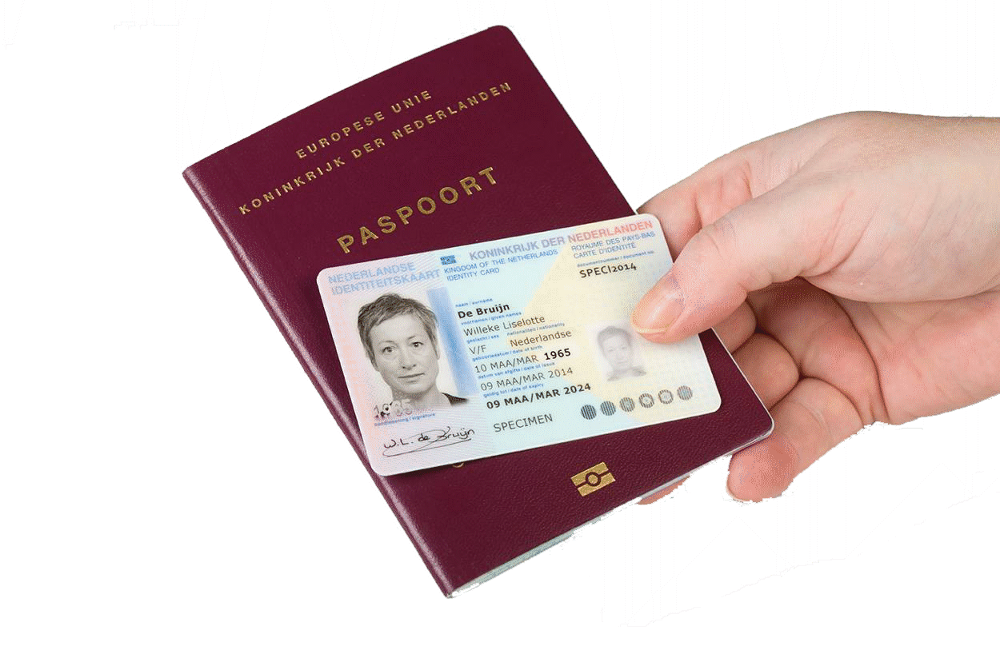 EUROPESE UNIE
KONINKRIJK DER NEDERLANDEN
PASPOORT
NEDERLANDSE
IDENTITEITSKAART
KONINKRIJK DER NEDERLANDEN
KINGDOM OF THE NETHERLANDS
IDENTITY CARD
ROYAUME DES PAYS-BAS
CARTE D'IDENTITÉ
documentnummer / document no.
SPECI2014
naam / surname
De Bruijn
voornamen / given names
Willeke Liselotte
geslacht / sex nationaliteit / nationality
V/F Nederlandse
geboortedatum / date of birth
10 MAA/MAR 1965
datum van afgifte / date of issue
09 MAA/MAR 2014
geldig tot / date of expiry
09 MAA/MAR 2024
handtekening / signature
W.L. de Bruijn
SPECIMEN